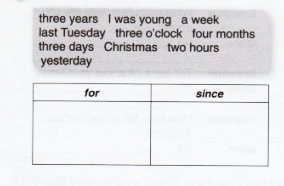 three years I was young a week
last Tuesday three o'clock four months
three days Christmas two hours
yesterday
for since